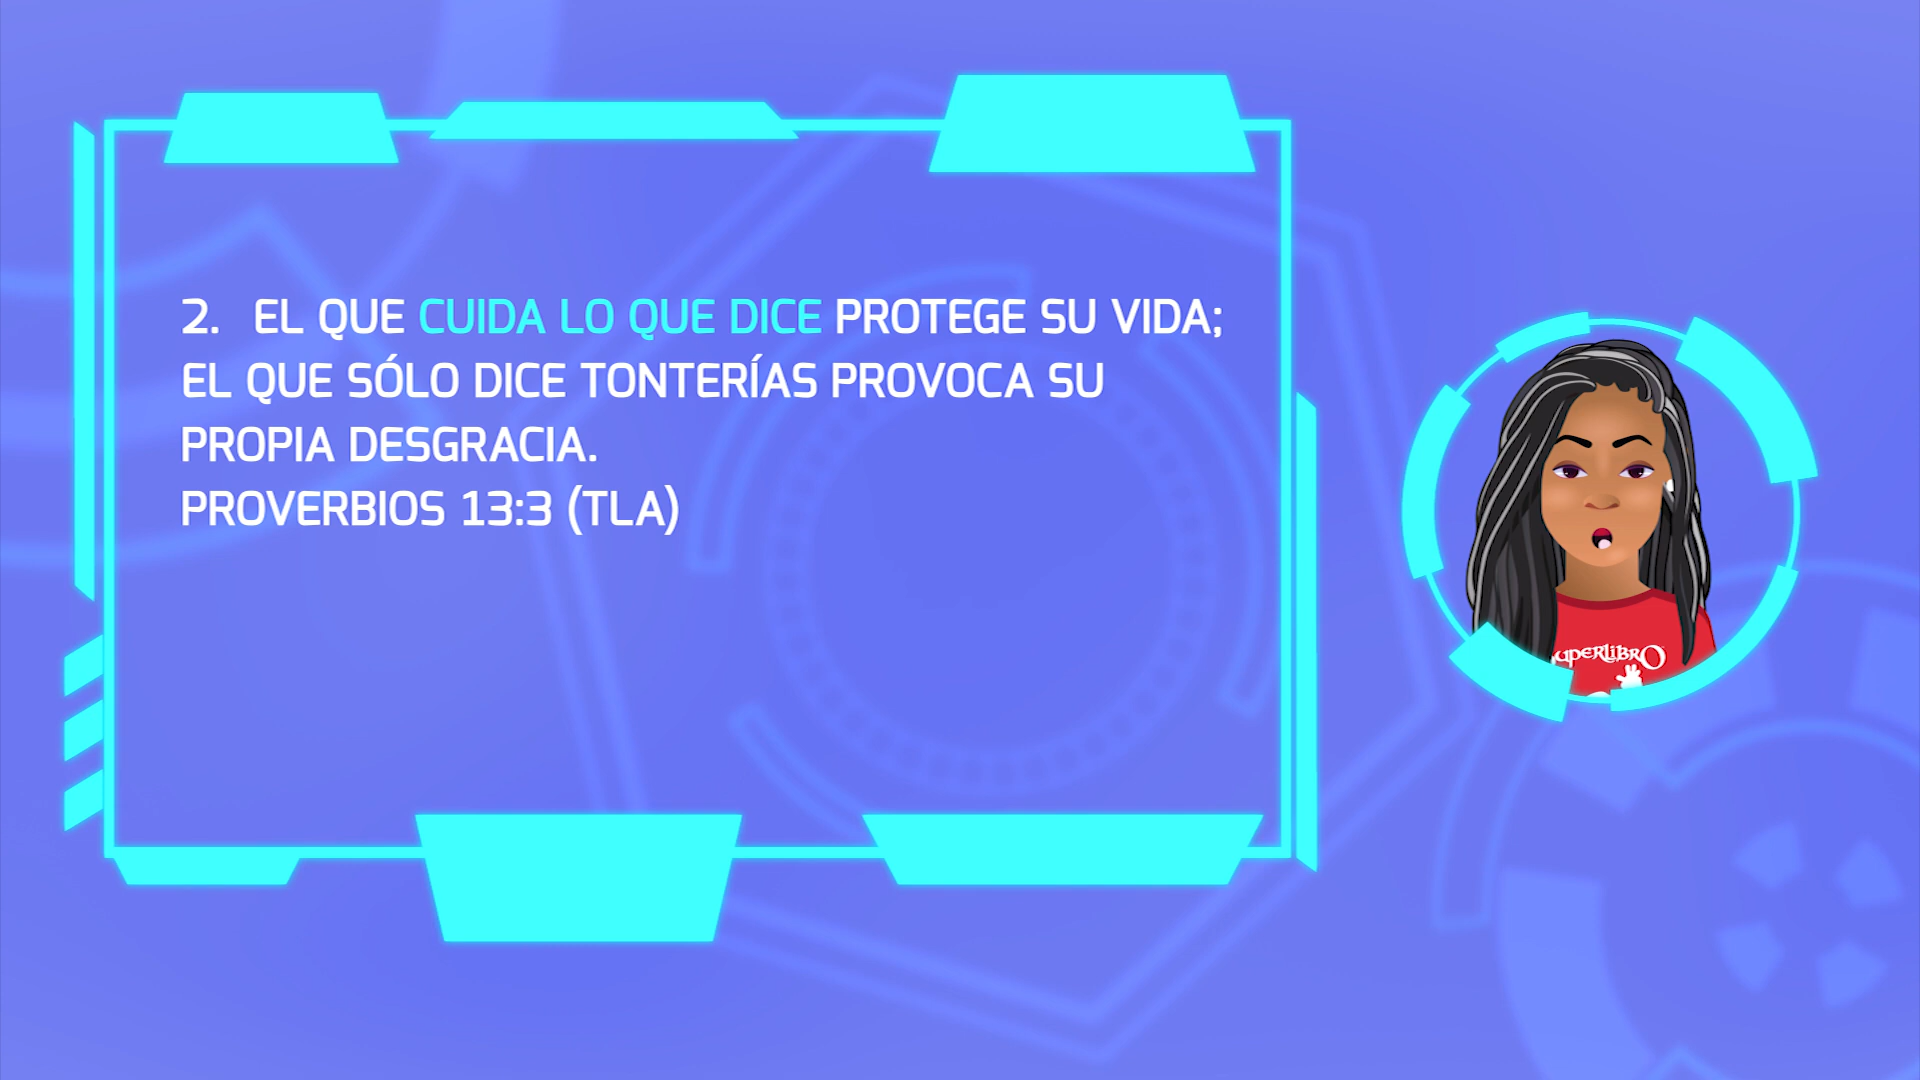 2. EL QUE CUIDA LO QUE DICE PROTEGE SU VIDA;
EL QUE SÓLO DICE TONTERÍAS PROVOCA SU
PROPIA DESGRACIA.
PROVERBIOS 13:3 (TLA)
UPERLIBRO